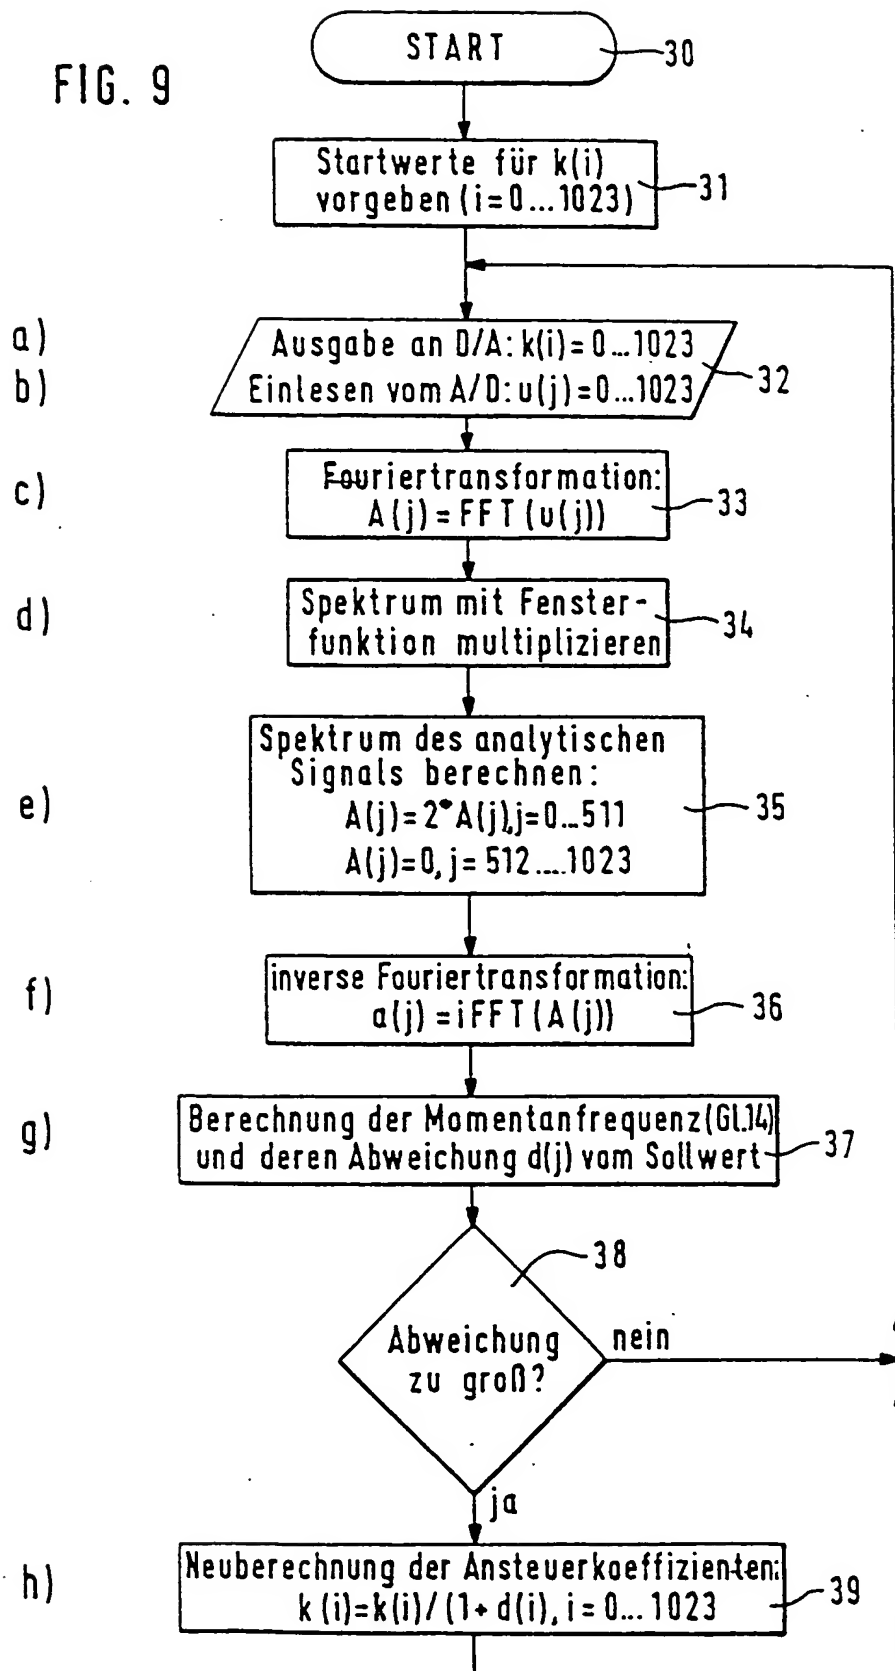 FIG. 9
START
30
Startwerte für k(i)
vorgeben (i=0...1023)
31
a)
Ausgabe an D/A: k(i)=0...1023
b)
Einlesen vom A/D: u(j)=0...1023
32
c)
Fouriertransformation:
A(j)=FFT(u(j))
33
d)
Spektrum mit Fenster-
funktion multiplizieren
34
e)
Spektrum des analytischen
Signals berechnen:
A(j)=2*A(j),j=0...511
A(j)=0,j=512....1023
35
f)
inverse Fouriertransformation:
a(j)=iFFT(A(j))
36
g)
Berechnung der Momentanfrequenz(Gl.14)
und deren Abweichung d(j) vom Sollwert
37
38
Abweichung
zu groß?
nein
ja
h)
Neuberechnung der Ansteuerkoeffizienten:
k(i)=k(i)/(1+d(i), i=0...1023
39